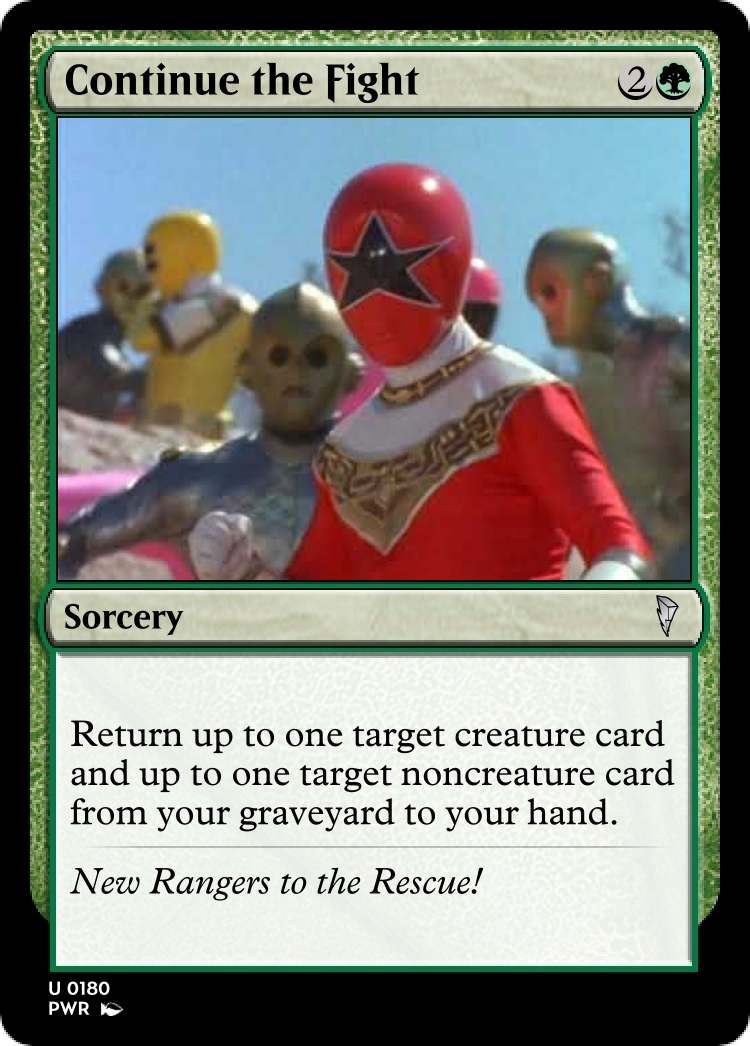 Continue the Fight 2
Sorcery
Return up to one target creature card
and up to one target noncreature card
from your graveyard to your hand.
New Rangers to the Rescue!
U 0180
PWR